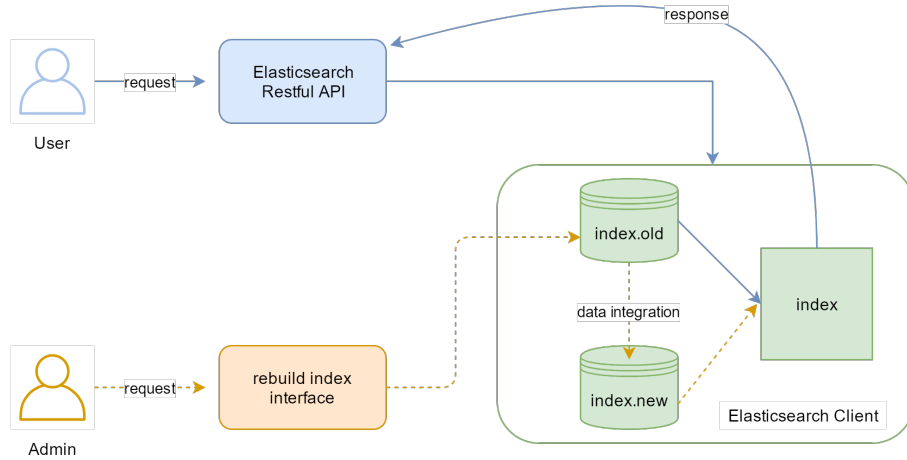 response
request
Elasticsearch
Restful API
User
index.old
index
data integration
request
rebuild index
interface
index.new
Elasticsearch Client
Admin